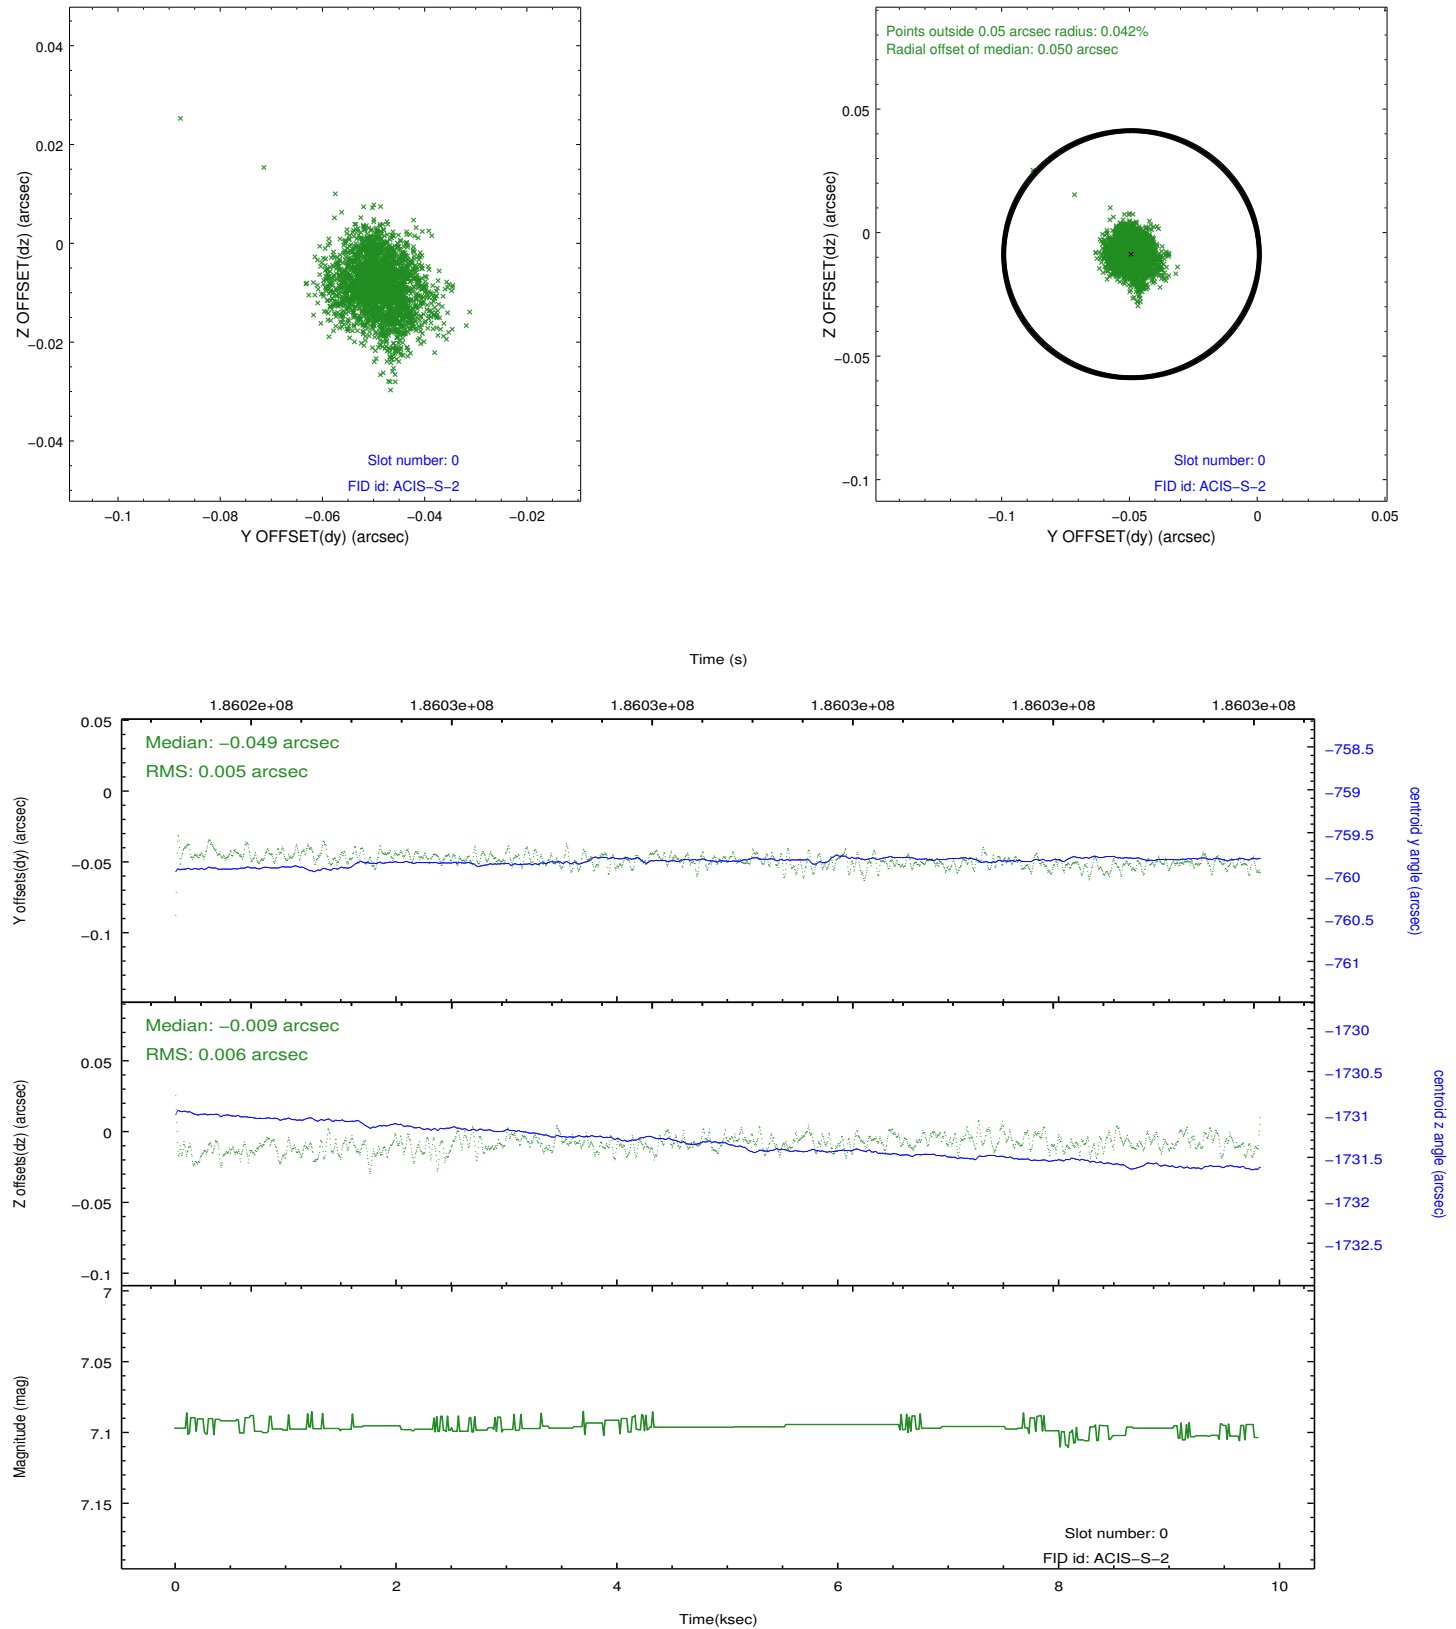 0.04
0.02
0
−0.02
−0.04
Z OFFSET(dz) (arcsec)
Slot number: 0
FID id: ACIS−S−2
−0.1
−0.08
−0.06
−0.04
−0.02
Y OFFSET(dy) (arcsec)
Points outside 0.05 arcsec radius: 0.042%
Radial offset of median: 0.050 arcsec
0.05
0
−0.05
−0.1
Z OFFSET(dz) (arcsec)
Slot number: 0
FID id: ACIS−S−2
−0.1
−0.05
0
0.05
Y OFFSET(dy) (arcsec)
Time (s)
1.8602e+08
1.8603e+08
1.8603e+08
1.8603e+08
1.8603e+08
1.8603e+08
Median: −0.049 arcsec
RMS: 0.005 arcsec
0.05
0
−0.05
−0.1
Y offsets(dy) (arcsec)
−758.5
−759
−759.5
−760
−760.5
−761
centroid y angle (arcsec)
Median: −0.009 arcsec
RMS: 0.006 arcsec
0.05
0
−0.05
−0.1
Z offsets(dz) (arcsec)
−1730
−1730.5
−1731
−1731.5
−1732
−1732.5
centroid z angle (arcsec)
7
7.05
7.1
7.15
Magnitude (mag)
Slot number: 0
FID id: ACIS−S−2
0
2
4
6
8
10
Time(ksec)